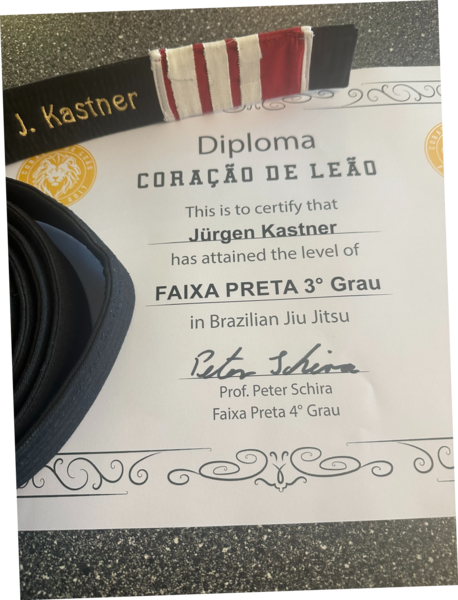 J. Kastner
Diploma
CORAÇÃO DE LEÃO
This is to certify that
Jürgen Kastner
has attained the level of
FAIXA PRETA 3° Grau
in Brazilian Jiu Jitsu
Peter Schira
Prof. Peter Schira
Faixa Preta 4° Grau